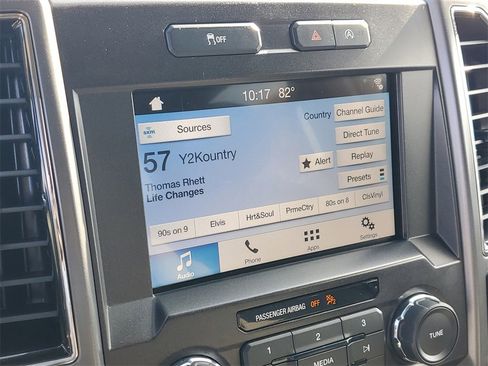 OFF
10:17 82°
sxm Sources
Country
Channel Guide
Direct Tune
57 Y2Kountry
Alert
Replay
Thomas Rhett
Life Changes
Presets
90s on 9 Elvis Hrt&Soul PrmeCtry 80s on 8 ClsVinyl
Audio Phone Apps Settings
PASSENGER AIRBAG OFF
1 2 3
MEDIA
TUNE